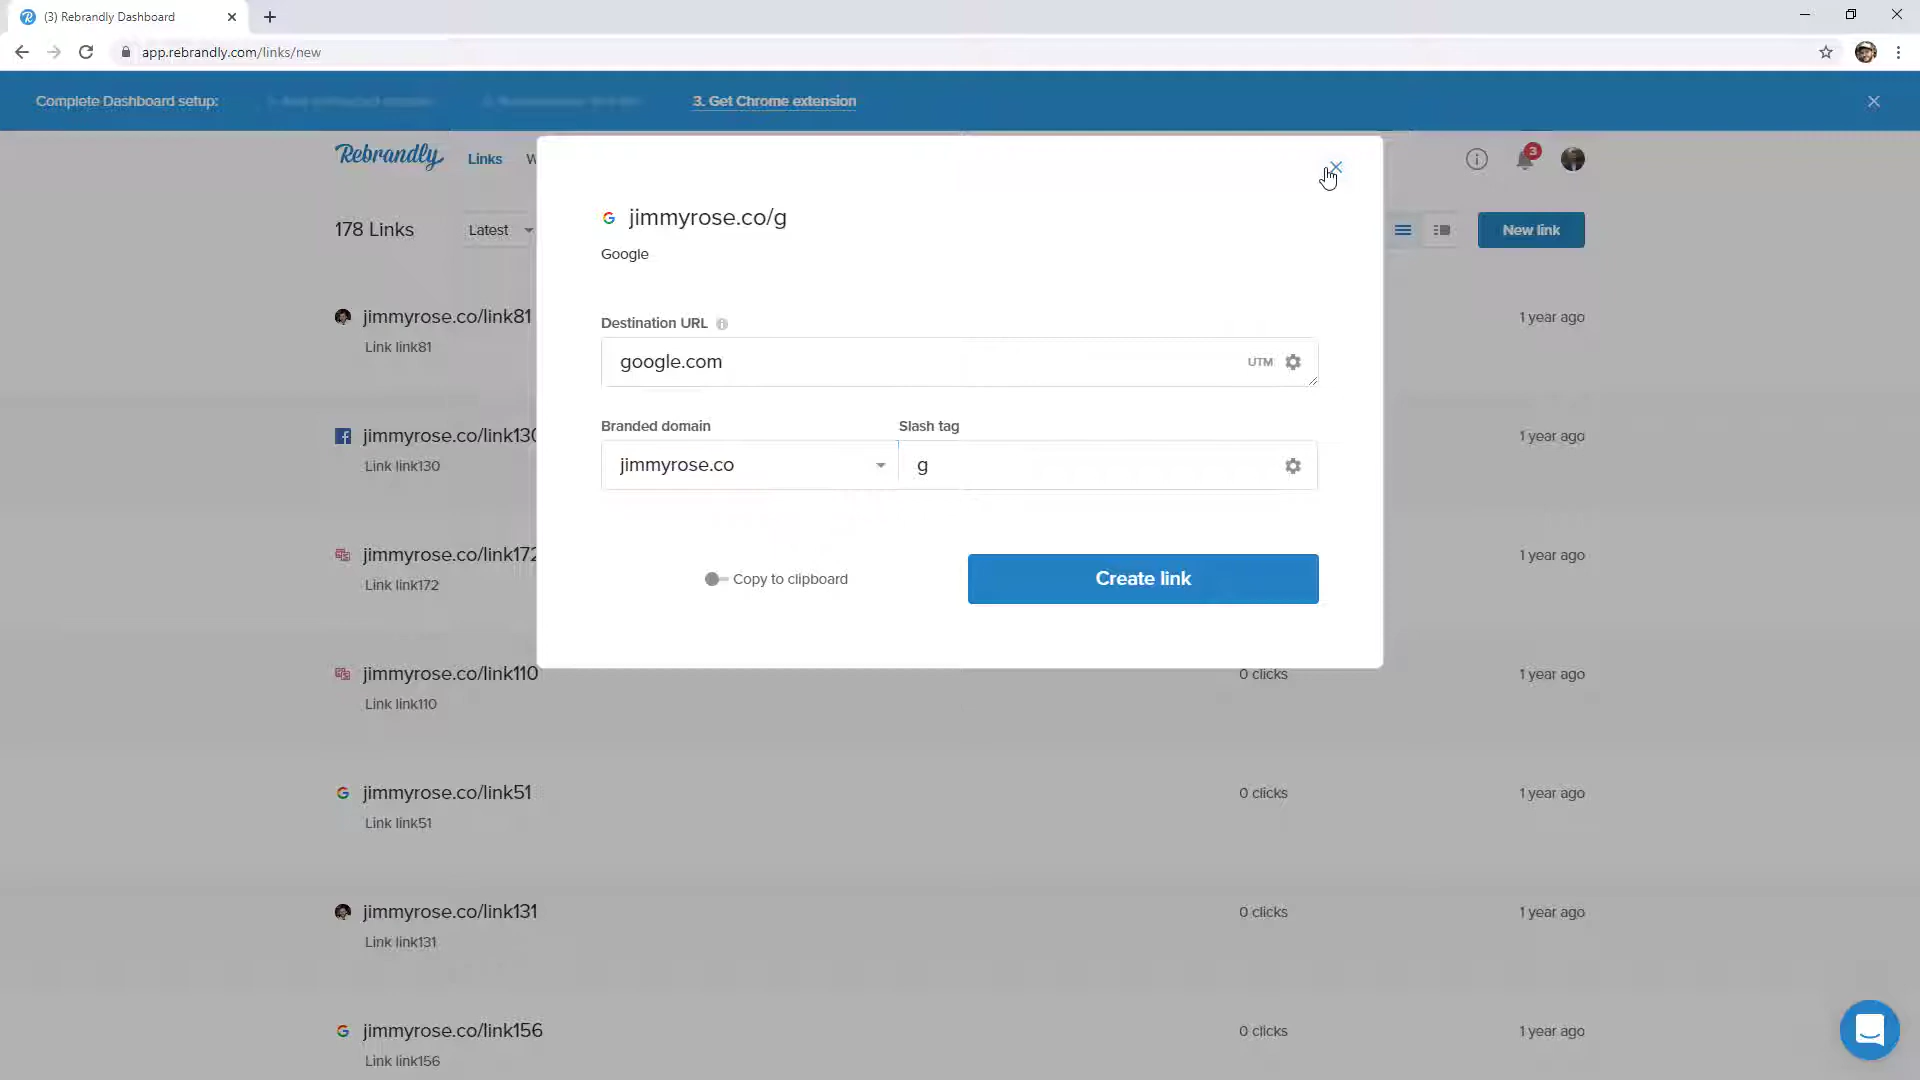 (3) Rebrandly Dashboard
app.rebrandly.com/links/new
Complete Dashboard setup:
3. Get Chrome extension
Rebrandly
Links
W
3
178 Links
Latest
New link
jimmyrose.co/g
Google
Destination URL
google.com
UTM
Branded domain
Slash tag
jimmyrose.co
g
Copy to clipboard
Create link
jimmyrose.co/link81
1 year ago
Link link81
jimmyrose.co/link130
1 year ago
Link link130
jimmyrose.co/link172
1 year ago
Link link172
jimmyrose.co/link110
0 clicks
1 year ago
Link link110
jimmyrose.co/link51
0 clicks
1 year ago
Link link51
jimmyrose.co/link131
0 clicks
1 year ago
Link link131
jimmyrose.co/link156
0 clicks
1 year ago
Link link156